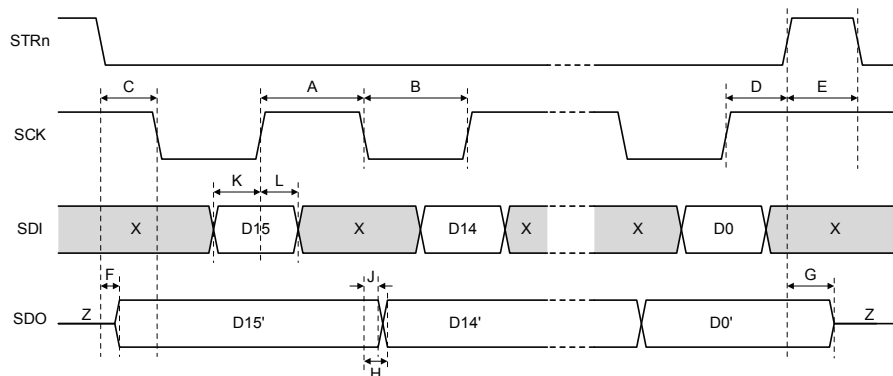 STRn
C A B D E
SCK
K L
SDI X D15 X D14 X X D0 X
F J G
SDO Z D15' D14' D0' Z
H